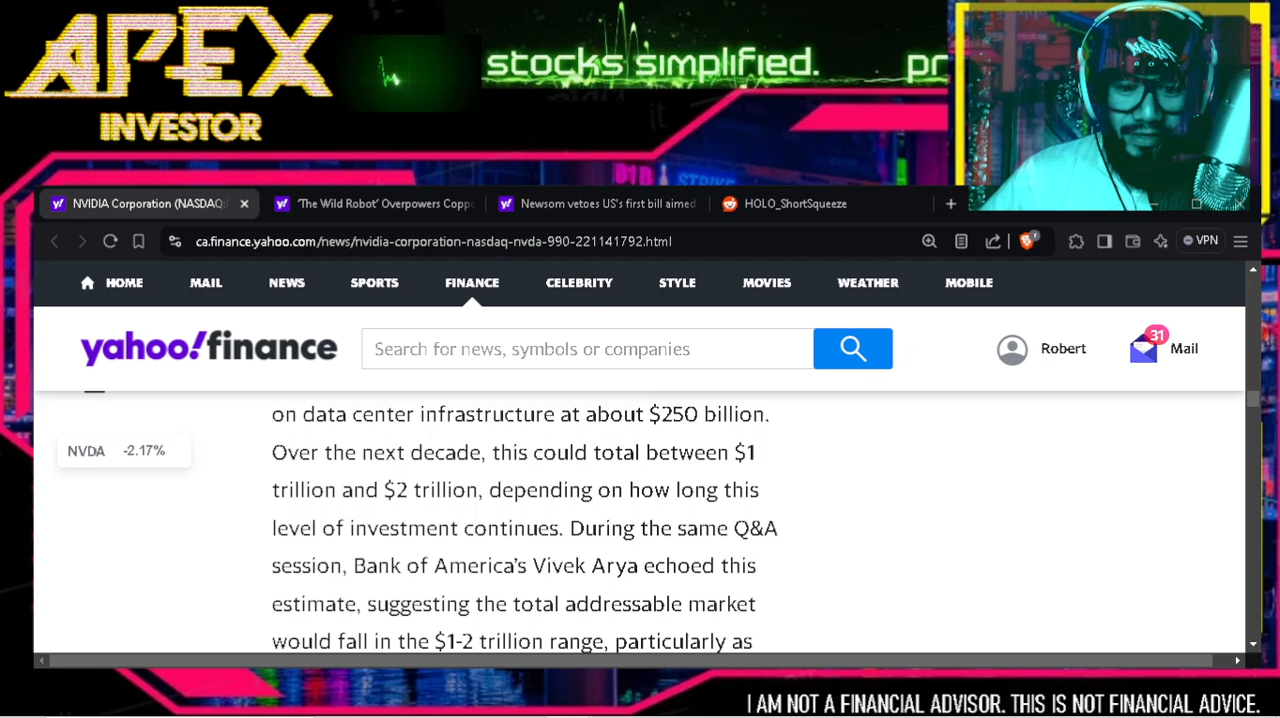 APEX
INVESTOR
stocks simplified.
NVIDIA Corporation (NASDAQ:
'The Wild Robot' Overpowers Coppo
Newsom vetoes US's first bill aimed
HOLO_ShortSqueeze
ca.finance.yahoo.com/news/nvidia-corporation-nasdaq-nvda-990-221141792.html
VPN
HOME
MAIL
NEWS
SPORTS
FINANCE
CELEBRITY
STYLE
MOVIES
WEATHER
MOBILE
yahoo!finance
Search for news, symbols or companies
Robert
31
Mail
NVDA -2.17%
on data center infrastructure at about $250 billion.
Over the next decade, this could total between $1
trillion and $2 trillion, depending on how long this
level of investment continues. During the same Q&A
session, Bank of America's Vivek Arya echoed this
estimate, suggesting the total addressable market
would fall in the $1-2 trillion range, particularly as
I AM NOT A FINANCIAL ADVISOR. THIS IS NOT FINANCIAL ADVICE.